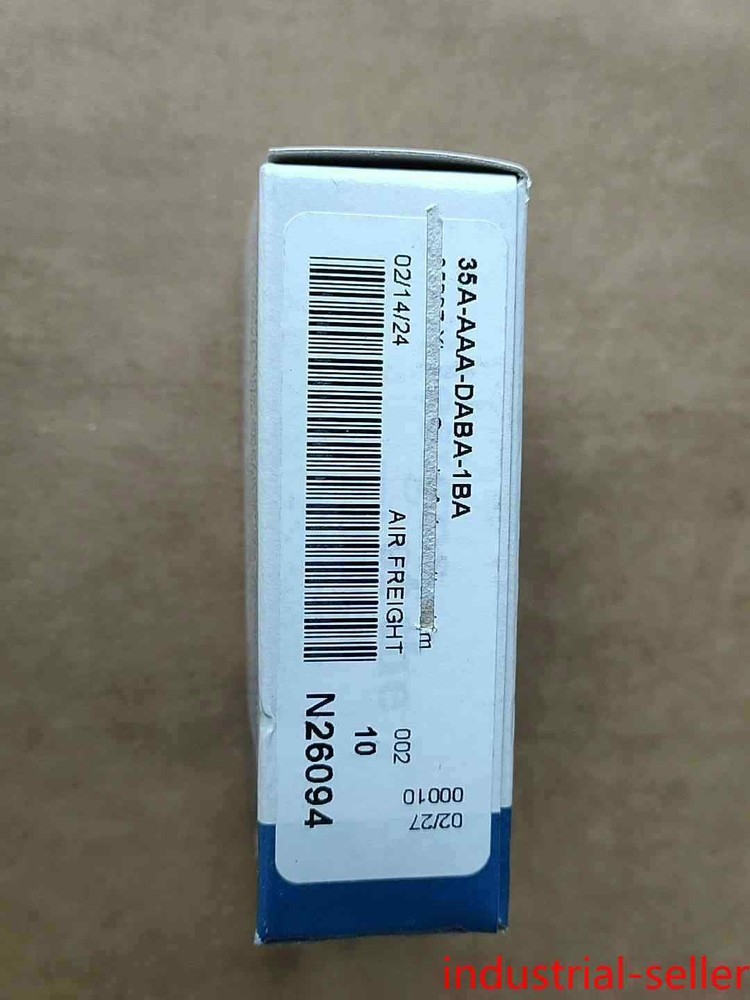 35A-AAA-DABA-1BA
02/14/24
AIR FREIGHT
002
10
N26094
02/27
00010
industrial-seller